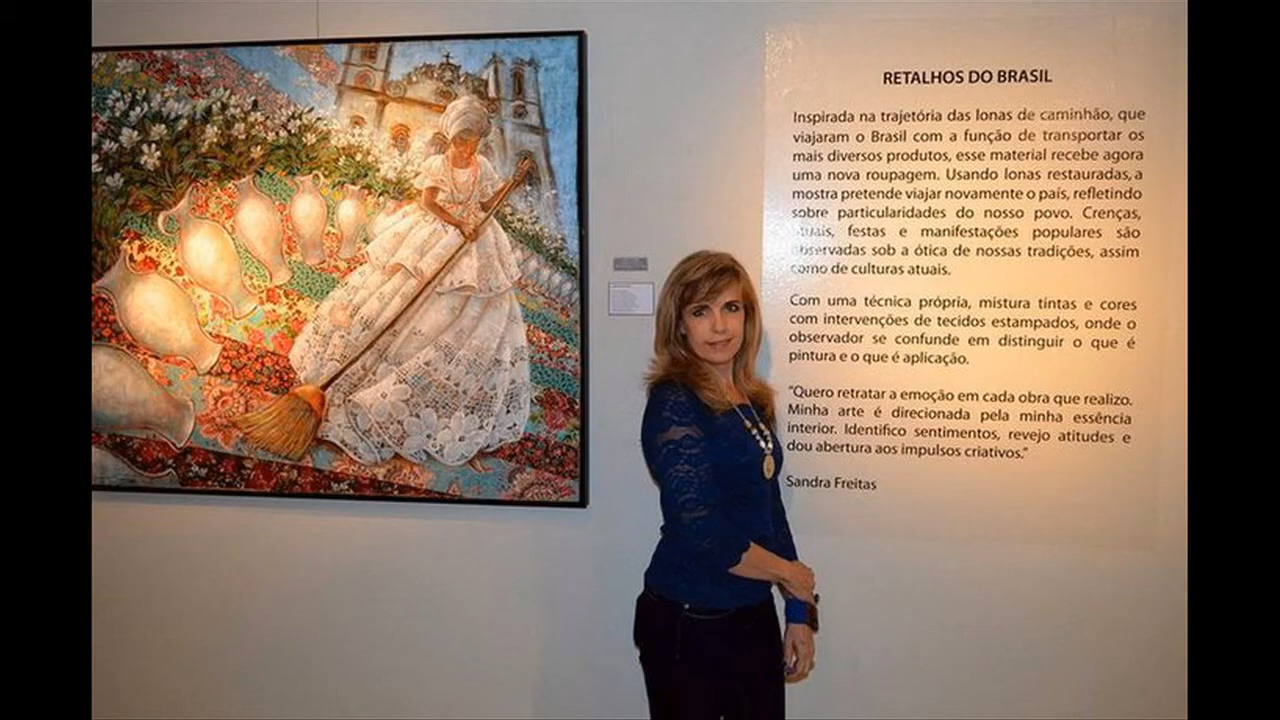 RETALHOS DO BRASIL
Inspirada na trajetória das lonas de caminhão, que
viajaram o Brasil com a função de transportar os
mais diversos produtos, esse material recebe agora
uma nova roupagem. Usando lonas restauradas, a
mostra pretende viajar novamente o país, refletindo
sobre particularidades do nosso povo. Crenças,
festas e manifestações populares são
observadas sob a ótica de nossas tradições, assim
como de culturas atuais.
Com uma técnica própria, mistura tintas e cores
com intervenções de tecidos estampados, onde o
observador se confunde em distinguir o que é
pintura e o que é aplicação.
"Quero retratar a emoção em cada obra que realizo.
Minha arte é direcionada pela minha essência
interior. Identifico sentimentos, revejo atitudes e
dou abertura aos impulsos criativos."
Sandra Freitas